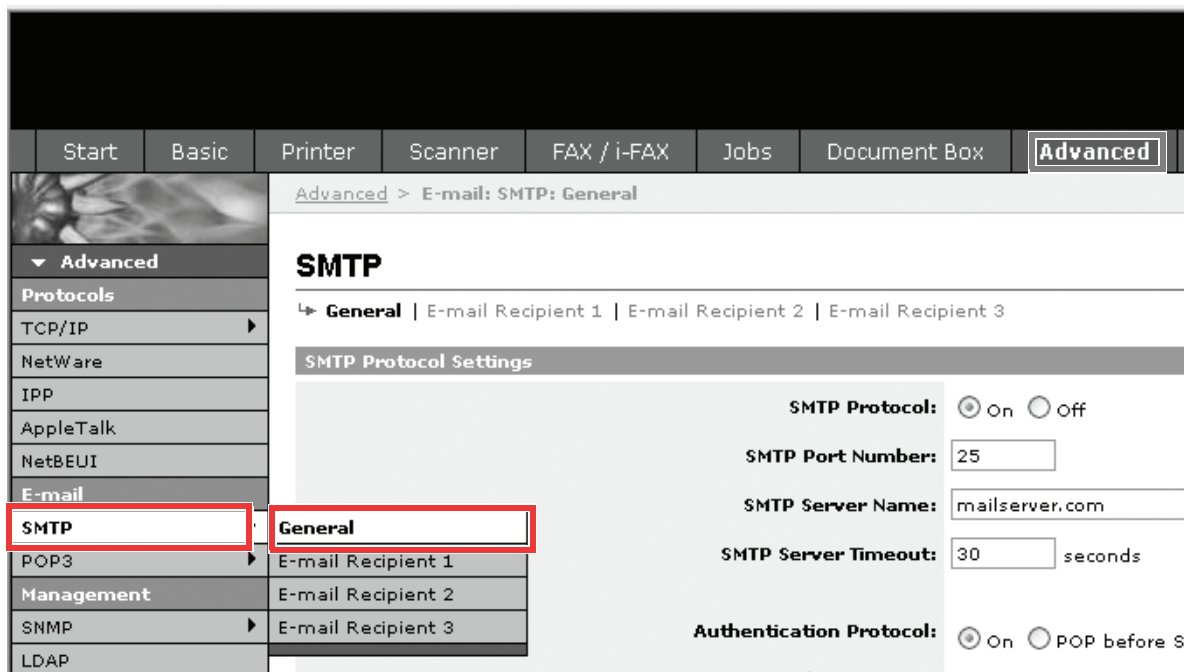 Start Basic Printer Scanner FAX / i-FAX Jobs Document Box Advanced
Advanced > E-mail: SMTP: General
Advanced
Protocols
TCP/IP
NetWare
IPP
AppleTalk
NetBEUI
E-mail
SMTP
POP3
Management
SNMP
LDAP
General
E-mail Recipient 1
E-mail Recipient 2
E-mail Recipient 3
SMTP
General | E-mail Recipient 1 | E-mail Recipient 2 | E-mail Recipient 3
SMTP Protocol Settings
SMTP Protocol: On Off
SMTP Port Number: 25
SMTP Server Name: mailserver.com
SMTP Server Timeout: 30 seconds
Authentication Protocol: On POP before S